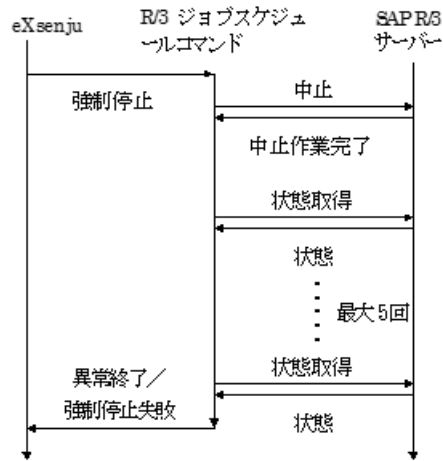 eXsenju
R/3 ジョブスケジュ
ールコマンド
SAP R/3
サーバー
強制停止
中止
中止作業完了
状態取得
状態
最大5回
状態取得
異常終了／
強制停止失敗
状態